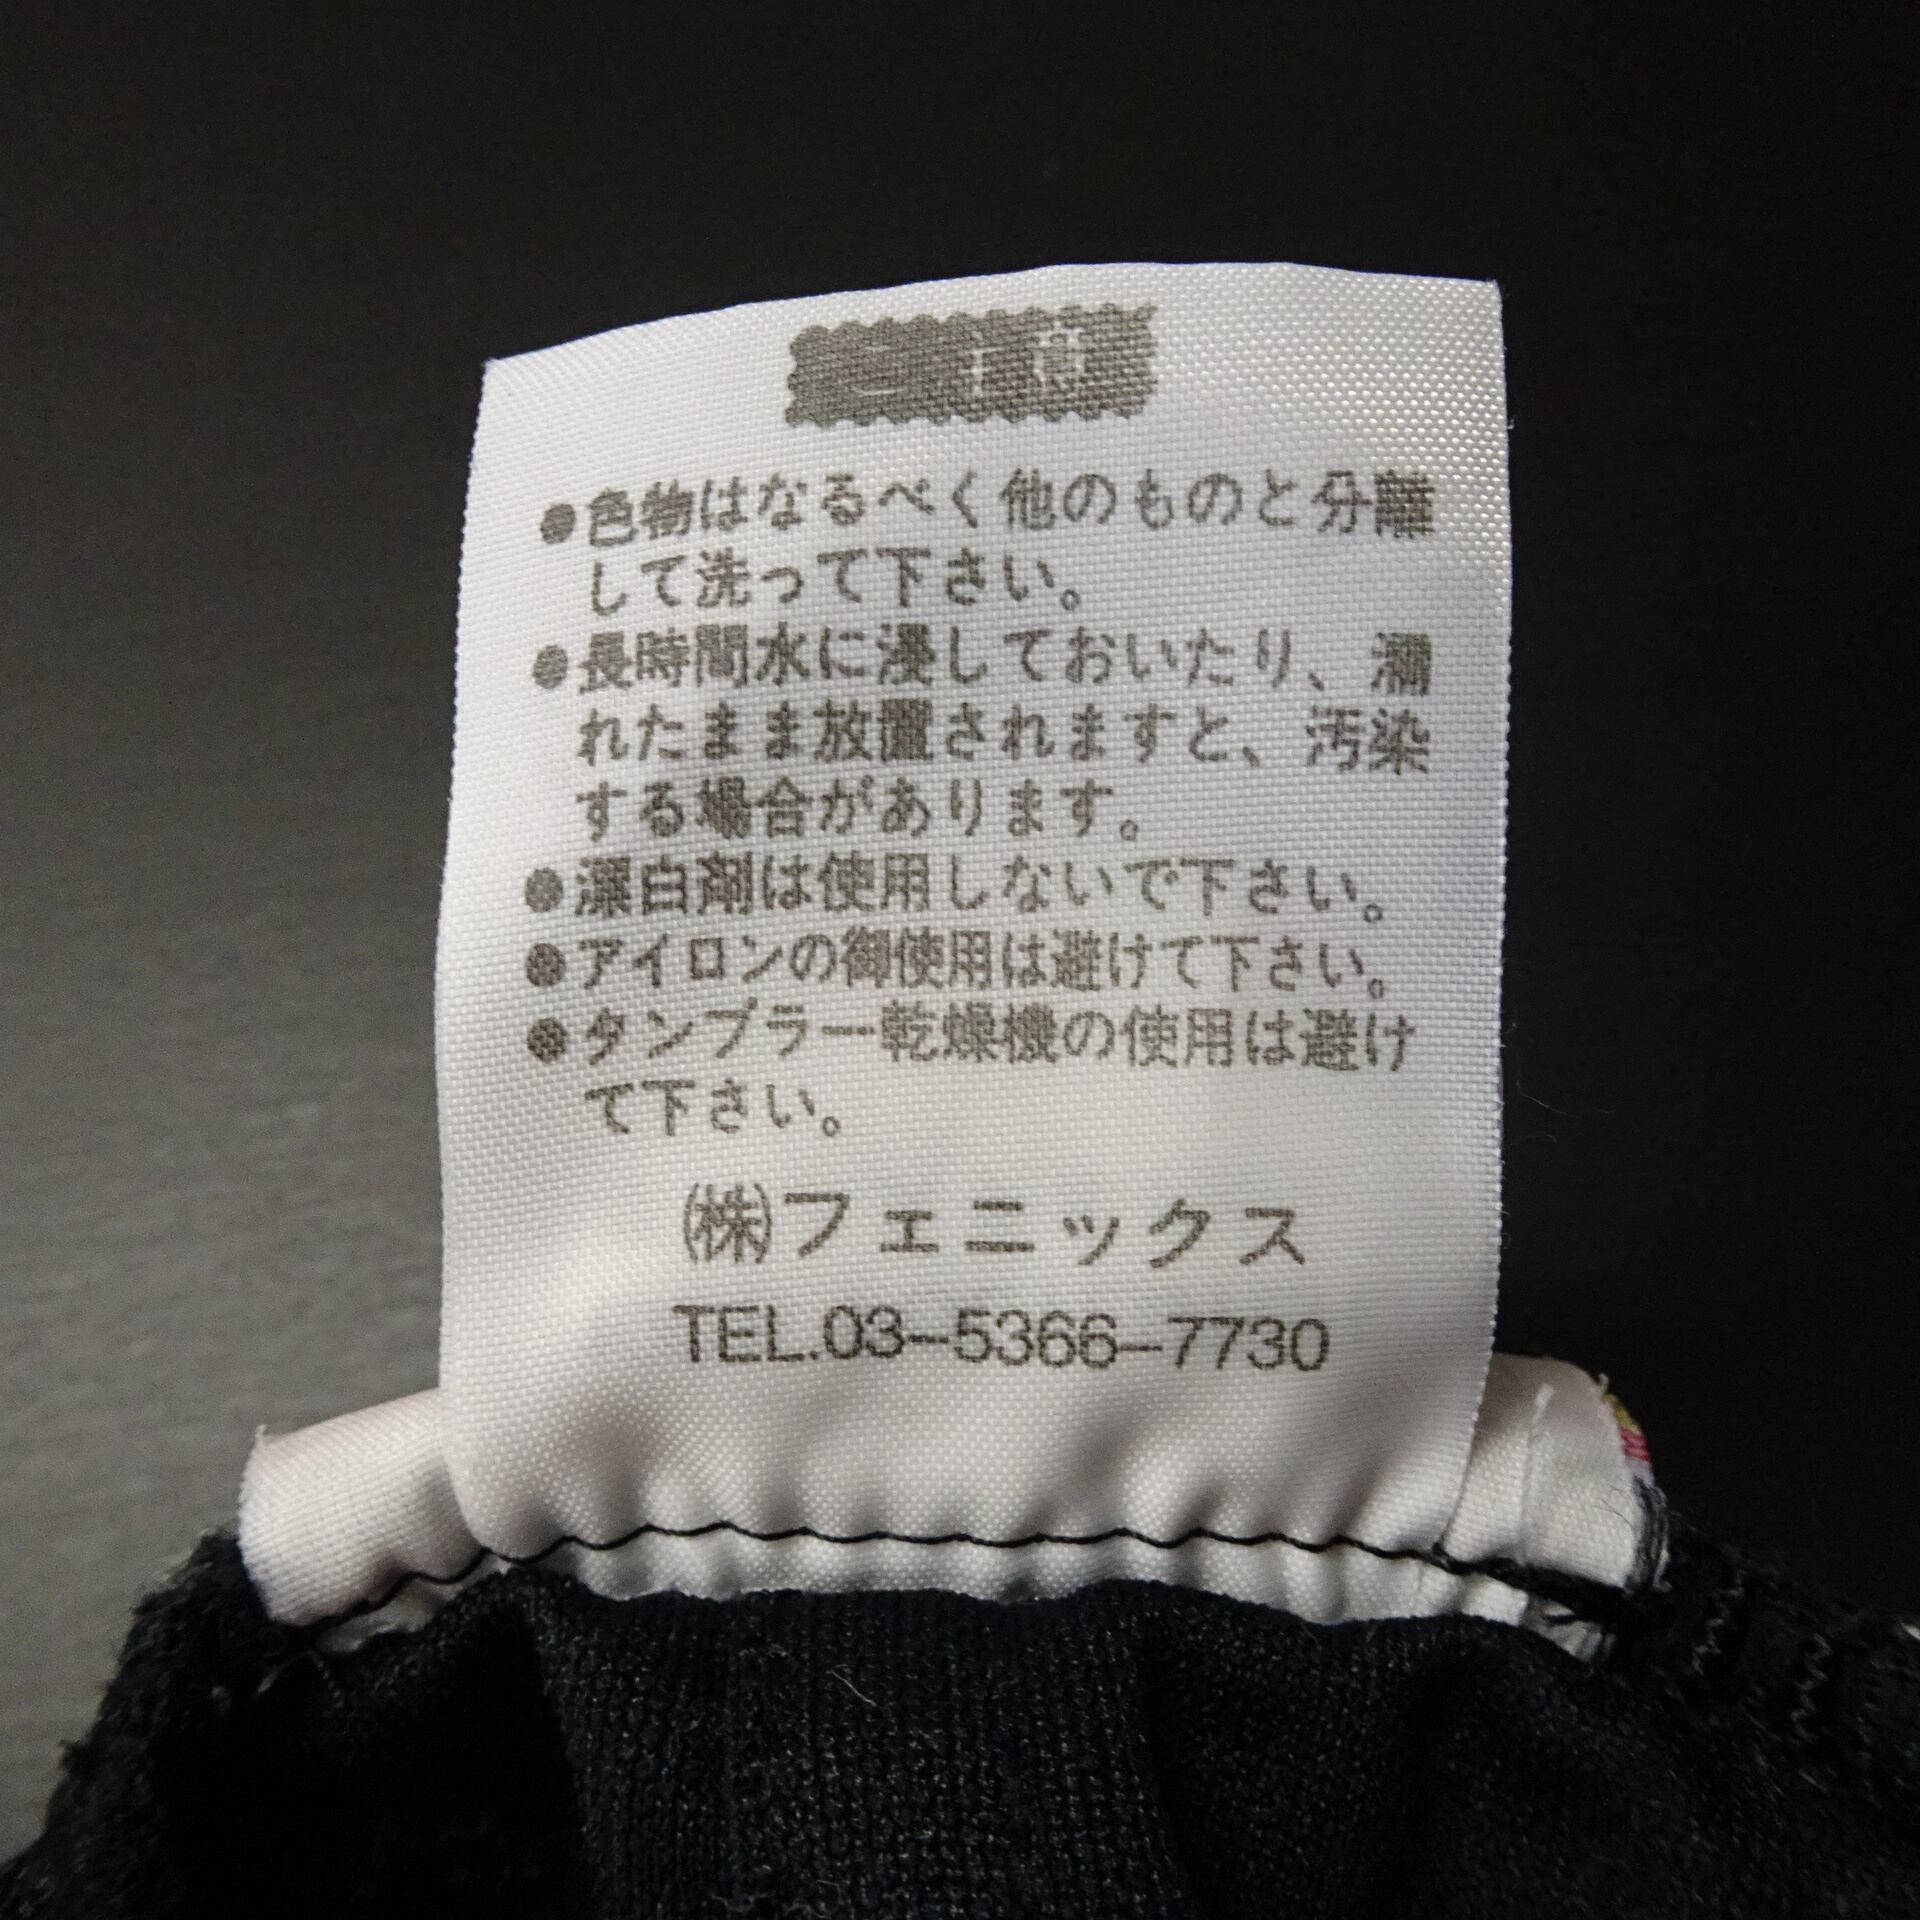 ご注意
●色物はなるべく他のものと分離
して洗って下さい。
●長時間水に浸しておいたり、濡
れたまま放置されますと、汚染
する場合があります。
●漂白剤は使用しないで下さい。
●アイロンの御使用は避けて下さい。
●タンブラー乾燥機の使用は避け
て下さい。
㈱フェニックス
TEL.03-5366-7730